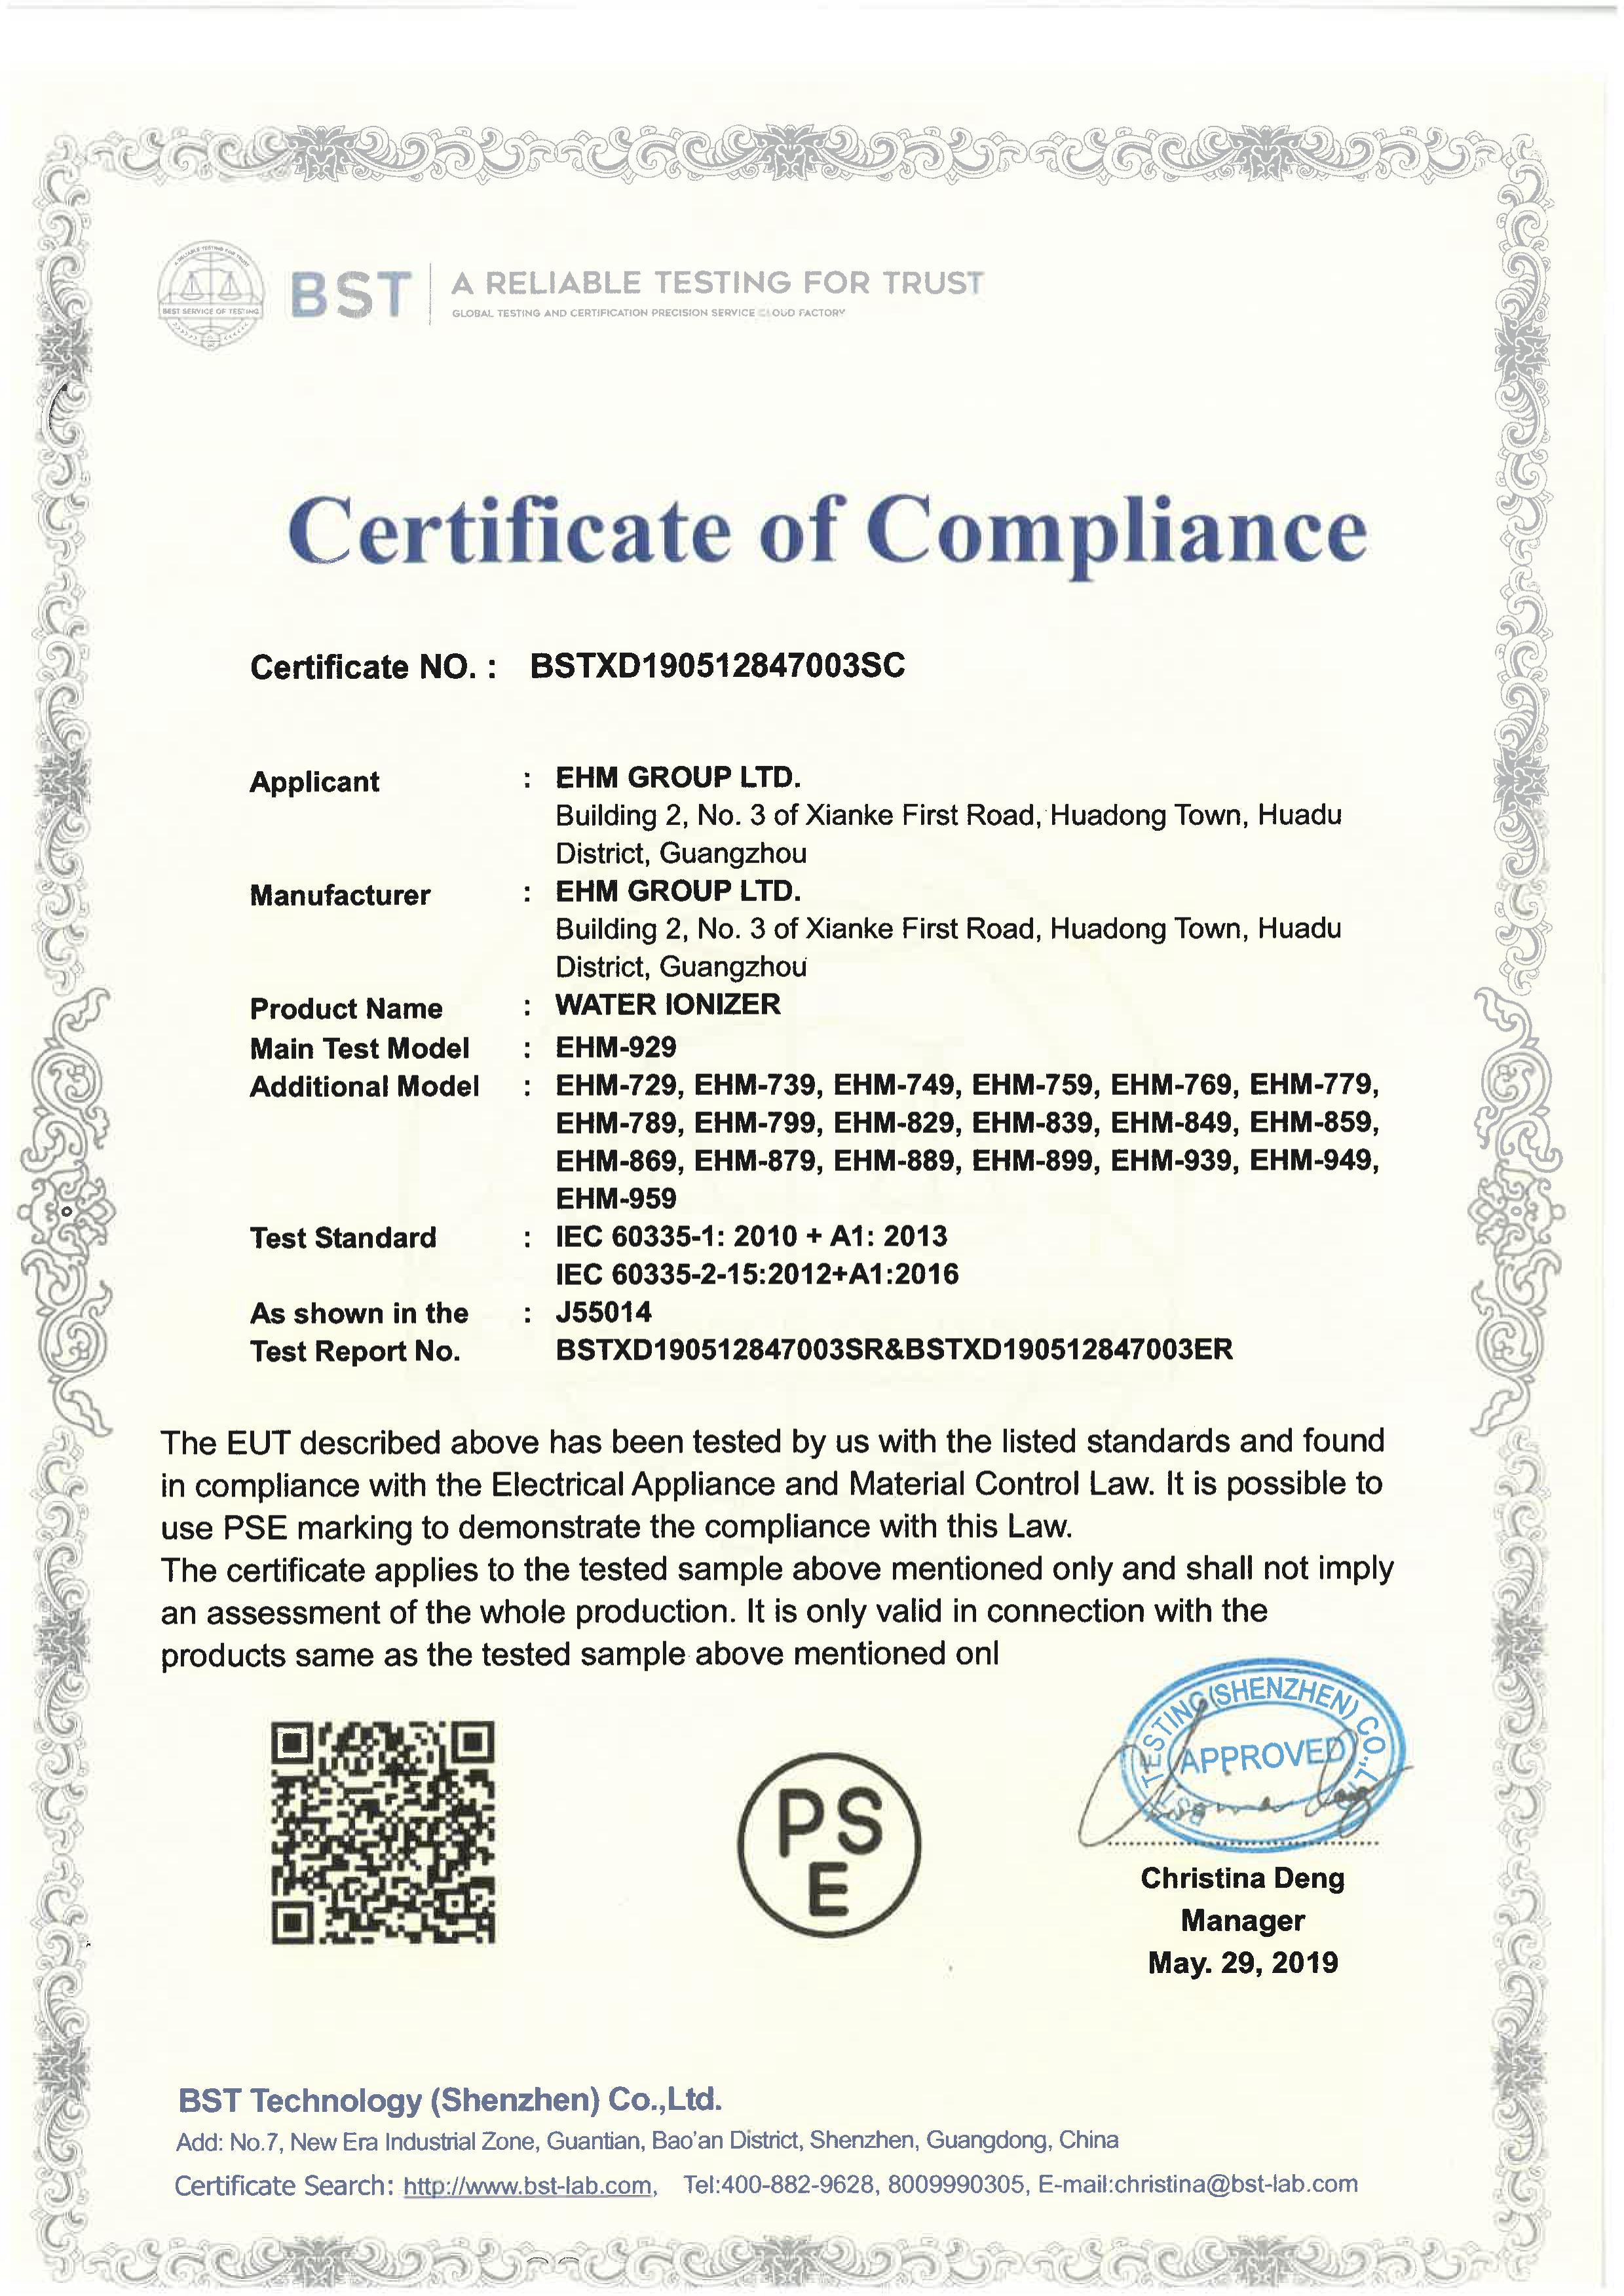 A RELIABLE TESTING FOR TRUST
BEST SERVICE OF TESTING
BST
A RELIABLE TESTING FOR TRUST
GLOBAL TESTING AND CERTIFICATION PRECISION SERVICE CLOUD FACTORY
Certificate of Compliance
Certificate NO. : BSTXD190512847003SC
Applicant : EHM GROUP LTD.
Building 2, No. 3 of Xianke First Road, Huadong Town, Huadu
District, Guangzhou
Manufacturer : EHM GROUP LTD.
Building 2, No. 3 of Xianke First Road, Huadong Town, Huadu
District, Guangzhou
Product Name : WATER IONIZER
Main Test Model : EHM-929
Additional Model : EHM-729, EHM-739, EHM-749, EHM-759, EHM-769, EHM-779,
EHM-789, EHM-799, EHM-829, EHM-839, EHM-849, EHM-859,
EHM-869, EHM-879, EHM-889, EHM-899, EHM-939, EHM-949,
EHM-959
Test Standard : IEC 60335-1: 2010 + A1: 2013
IEC 60335-2-15:2012+A1:2016
As shown in the : J55014
Test Report No. BSTXD190512847003SR&BSTXD190512847003ER
The EUT described above has been tested by us with the listed standards and found
in compliance with the Electrical Appliance and Material Control Law. It is possible to
use PSE marking to demonstrate the compliance with this Law.
The certificate applies to the tested sample above mentioned only and shall not imply
an assessment of the whole production. It is only valid in connection with the
products same as the tested sample above mentioned onl
PS
E
BST TESTING(SHENZHEN) CO.,LTD
APPROVED
Christina Deng
Christina Deng
Manager
May. 29, 2019
BST Technology (Shenzhen) Co.,Ltd.
Add: No.7, New Era Industrial Zone, Guantian, Bao'an District, Shenzhen, Guangdong, China
Certificate Search: http://www.bst-lab.com, Tel:400-882-9628, 8009990305, E-mail:christina@bst-lab.com